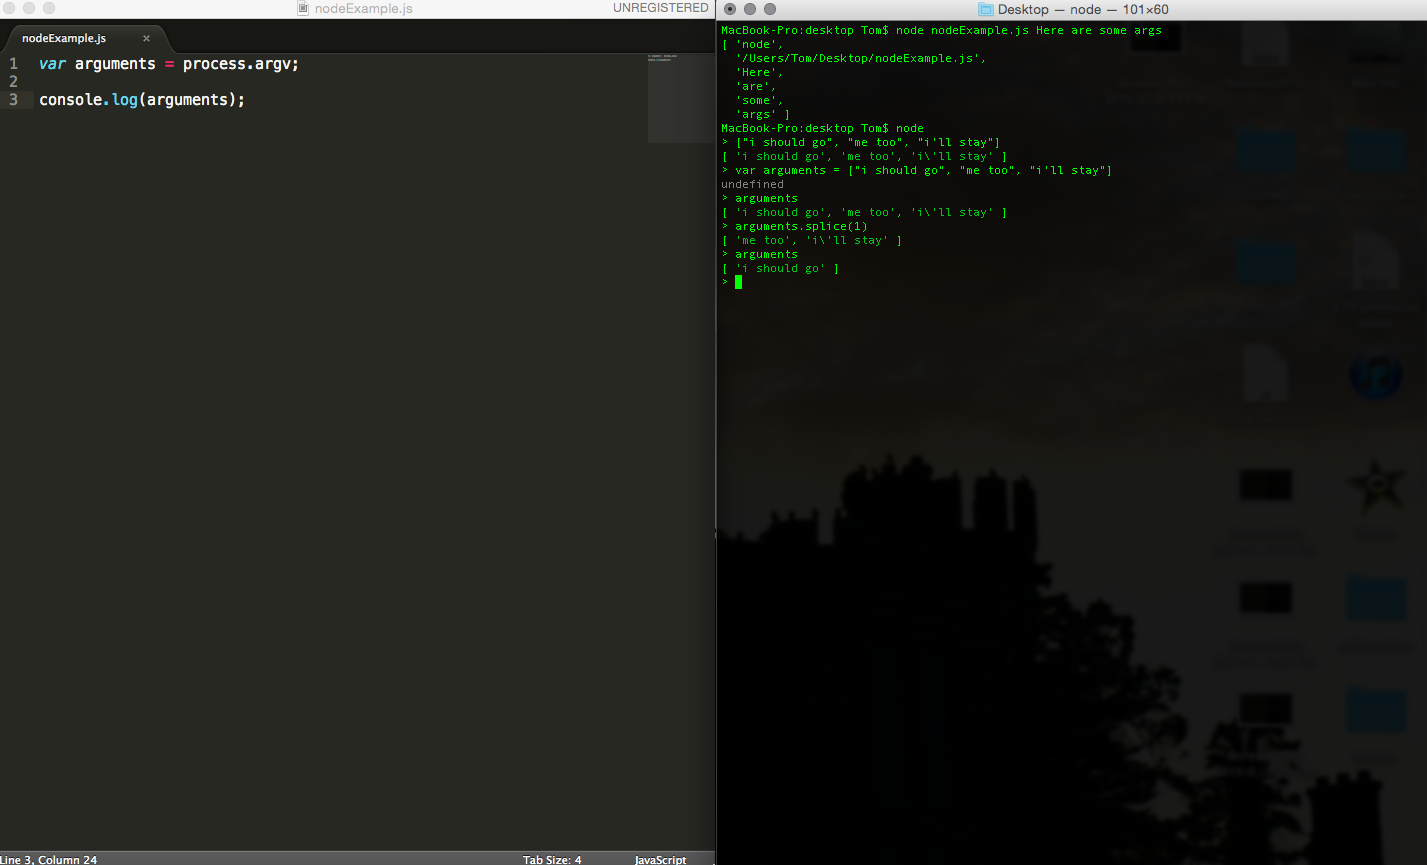 nodeExample.js
UNREGISTERED
nodeExample.js ×
1 var arguments = process.argv;
2
3 console.log(arguments);
Line 3, Column 24
Tab Size: 4
JavaScript
Desktop — node — 101×60
MacBook-Pro:desktop Tom$ node nodeExample.js Here are some args
[ 'node',
  '/Users/Tom/Desktop/nodeExample.js',
  'Here',
  'are',
  'some',
  'args' ]
MacBook-Pro:desktop Tom$ node
> ["i should go", "me too", "i'll stay"]
[ 'i should go', 'me too', 'i\'ll stay' ]
> var arguments = ["i should go", "me too", "i'll stay"]
undefined
> arguments
[ 'i should go', 'me too', 'i\'ll stay' ]
> arguments.splice(1)
[ 'me too', 'i\'ll stay' ]
> arguments
[ 'i should go' ]
>